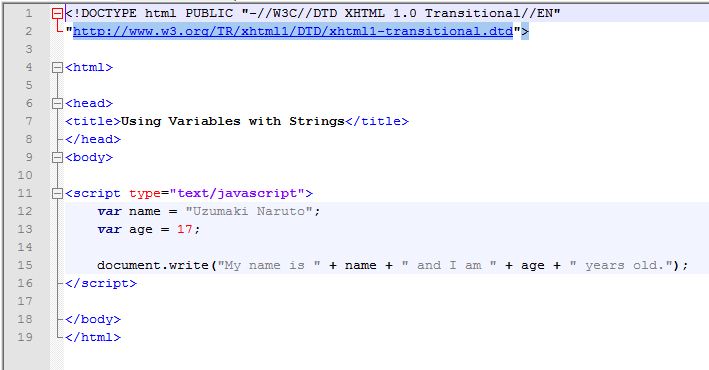 1 <!DOCTYPE html PUBLIC "-//W3C//DTD XHTML 1.0 Transitional//EN"
2 "http://www.w3.org/TR/xhtml1/DTD/xhtml1-transitional.dtd">
3
4 <html>
5
6 <head>
7 <title>Using Variables with Strings</title>
8 </head>
9 <body>
10
11 <script type="text/javascript">
12 var name = "Uzumaki Naruto";
13 var age = 17;
14
15 document.write("My name is " + name + " and I am " + age + " years old.");
16 </script>
17
18 </body>
19 </html>